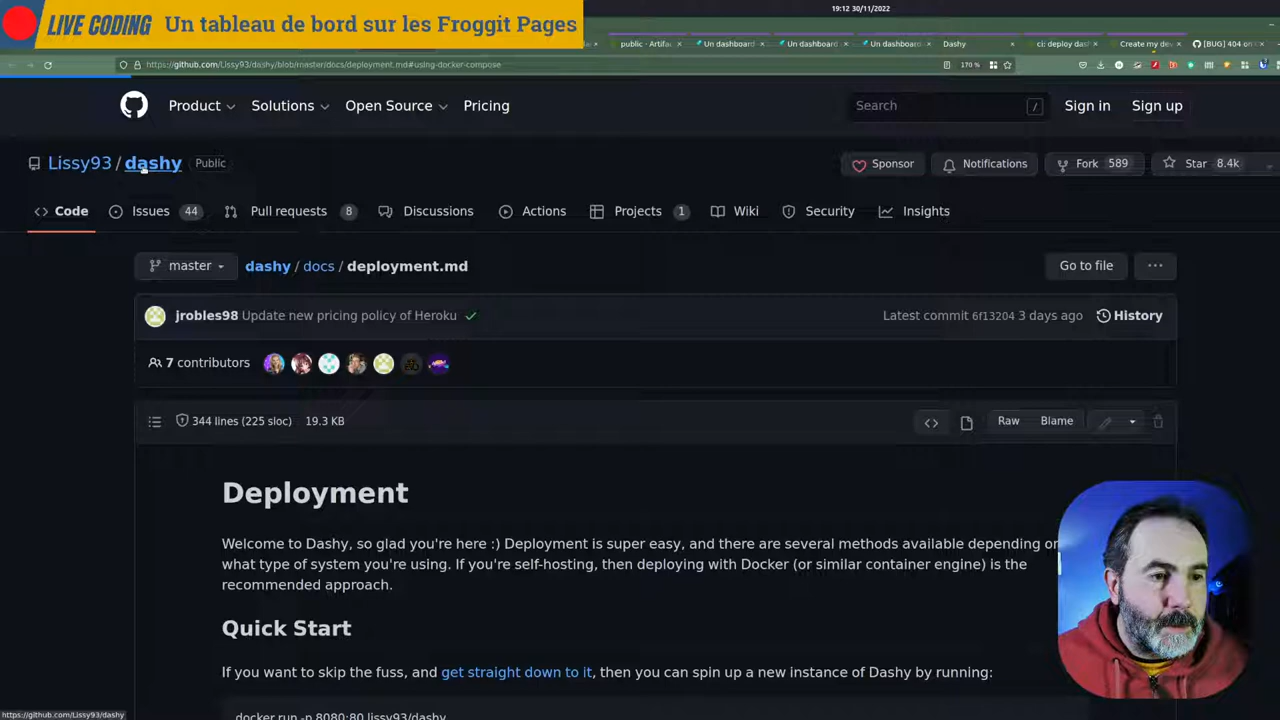 LIVE CODING Un tableau de bord sur les Froggit Pages
19:12 30/11/2022
public - Artifac
Un dashboard
Un dashboard
Un dashboard
Dashy
ci: deploy dash
Create my dev
[BUG] 404 on
https://github.com/Lissy93/dashy/blob/master/docs/deployment.md#using-docker-compose
170 %
Product
Solutions
Open Source
Pricing
Search
/
Sign in
Sign up
Lissy93 / dashy Public
Sponsor
Notifications
Fork 589
Star 8.4k
Code
Issues 44
Pull requests 8
Discussions
Actions
Projects 1
Wiki
Security
Insights
master
dashy / docs / deployment.md
Go to file
...
jrobles98 Update new pricing policy of Heroku
Latest commit 6f13204 3 days ago
History
7 contributors
344 lines (225 sloc) 19.3 KB
Raw
Blame
Deployment
Welcome to Dashy, so glad you're here :) Deployment is super easy, and there are several methods available depending on
what type of system you're using. If you're self-hosting, then deploying with Docker (or similar container engine) is the
recommended approach.
Quick Start
If you want to skip the fuss, and get straight down to it, then you can spin up a new instance of Dashy by running:
docker run -p 8080:80 lissy93/dashy
https://github.com/Lissy93/dashy